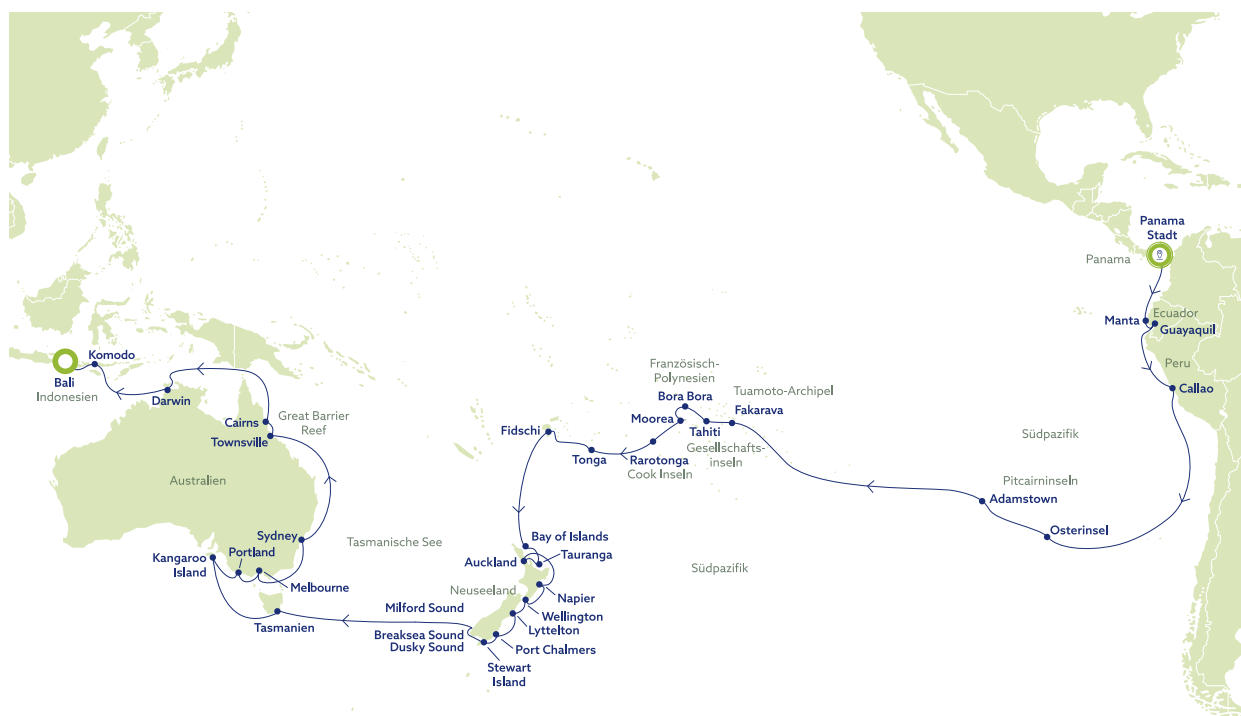 Panama
Stadt
Panama
Ecuador
Manta
Guayaquil
Peru
Callao
Südpazifik
Pitcairninseln
Adamstown
Osterinsel
Französisch-
Polynesien
Tuamoto-Archipel
Bora Bora
Fakarava
Moorea
Tahiti
Gesellschafts-
inseln
Rarotonga
Cook Inseln
Tonga
Fidschi
Südpazifik
Bay of Islands
Auckland
Tauranga
Neuseeland
Napier
Wellington
Lyttelton
Port Chalmers
Stewart
Island
Milford Sound
Breaksea Sound
Dusky Sound
Tasmanische See
Tasmanien
Kangaroo
Island
Portland
Melbourne
Sydney
Australien
Great Barrier
Reef
Townsville
Cairns
Darwin
Komodo
Bali
Indonesien